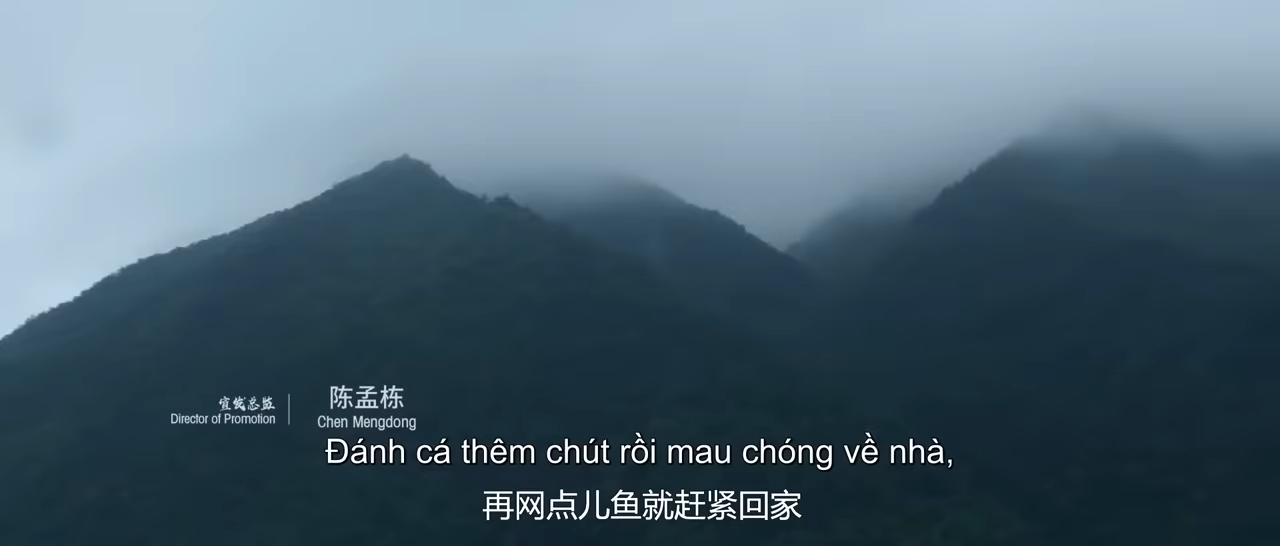 宣发总监
陈孟栋
Director of Promotion
Chen Mengdong
Đánh cá thêm chút rồi mau chóng về nhà,
再网点儿鱼就赶紧回家